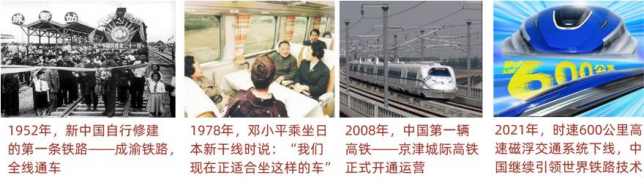 600公里
1952年，新中国自行修建
的第一条铁路——成渝铁路，
全线通车
1978年，邓小平乘坐日
本新干线时说：“我们
现在正适合坐这样的车”
2008年，中国第一辆
高铁——京津城际高铁
正式开通运营
2021年，时速600公里高
速磁浮交通系统下线，中
国继续引领世界铁路技术